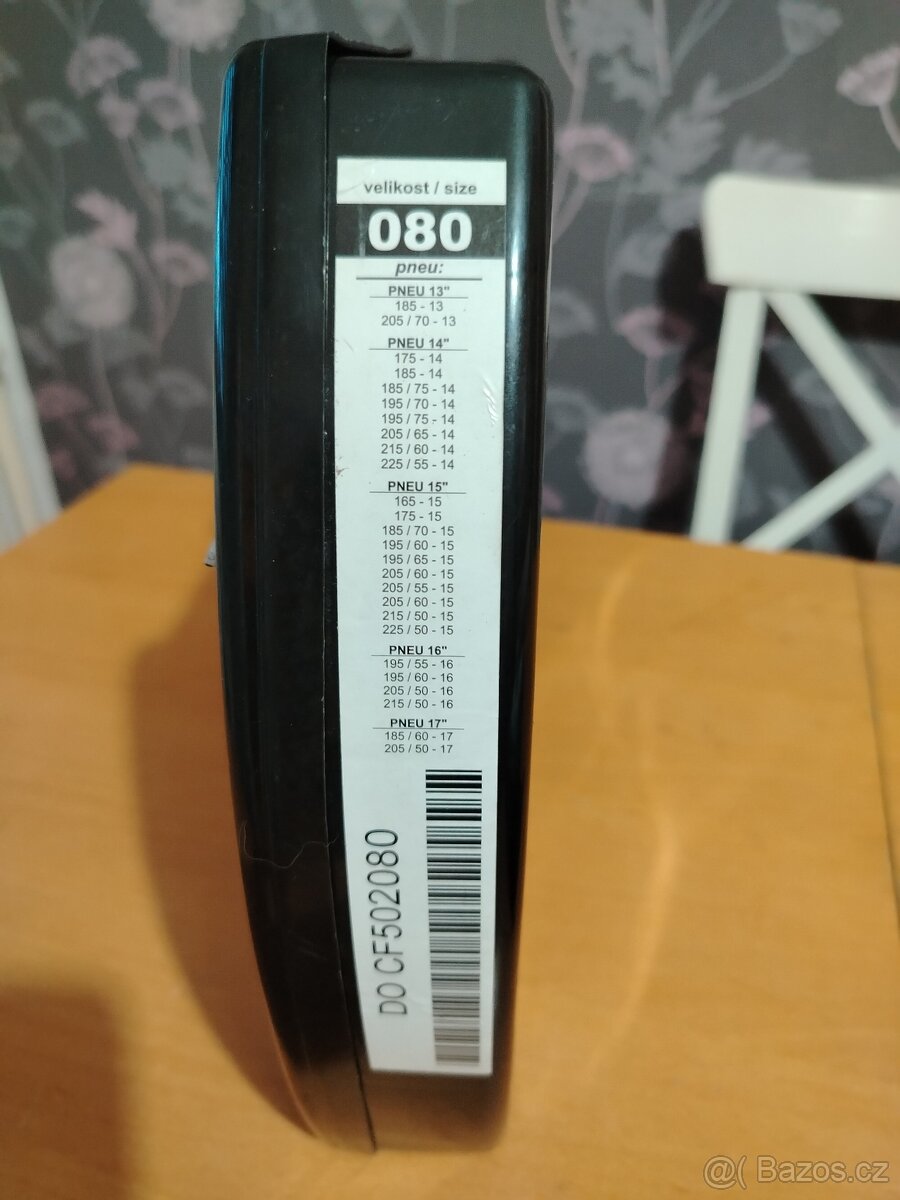 velikost / size
080
pneu:
PNEU 13"
185 - 13
205 / 70 - 13
PNEU 14"
175 - 14
185 - 14
185 / 75 - 14
195 / 70 - 14
195 / 75 - 14
205 / 65 - 14
215 / 60 - 14
225 / 55 - 14
PNEU 15"
165 - 15
175 - 15
185 / 70 - 15
195 / 60 - 15
195 / 65 - 15
205 / 60 - 15
205 / 55 - 15
205 / 60 - 15
215 / 50 - 15
225 / 50 - 15
PNEU 16"
195 / 55 - 16
195 / 60 - 16
205 / 50 - 16
215 / 50 - 16
PNEU 17"
185 / 60 - 17
205 / 50 - 17
DO CF502080
@( Bazos.cz